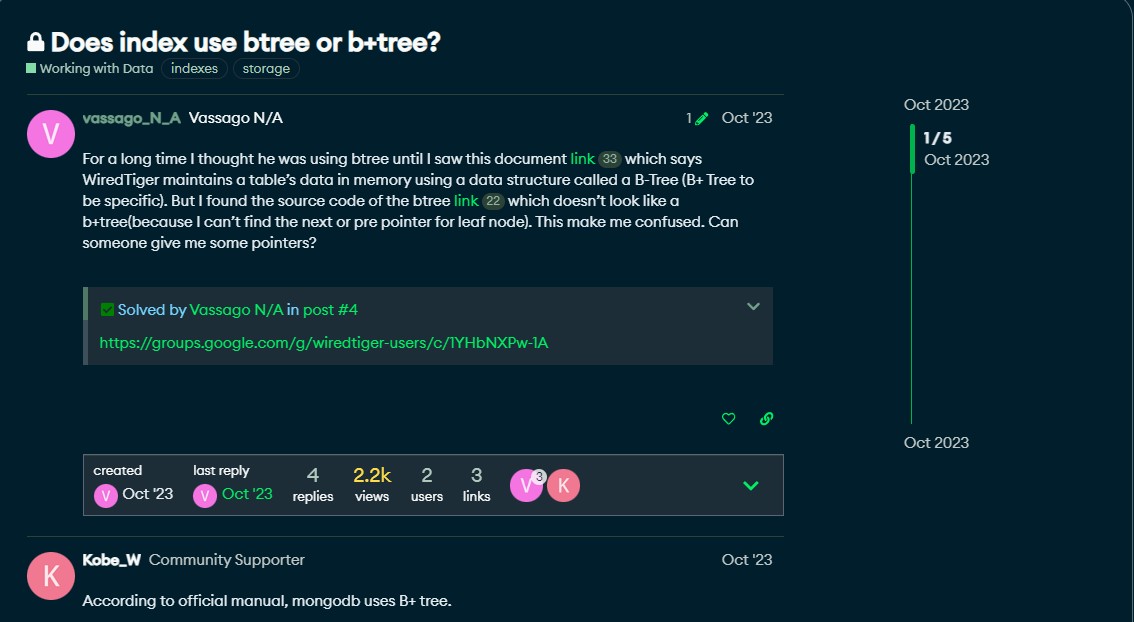 Does index use btree or b+tree?
Working with Data indexes storage
V vassago_N_A Vassago N/A 1 Oct '23
For a long time I thought he was using btree until I saw this document link 33 which says
WiredTiger maintains a table’s data in memory using a data structure called a B-Tree (B+ Tree to
be specific). But I found the source code of the btree link 22 which doesn’t look like a
b+tree(because I can’t find the next or pre pointer for leaf node). This make me confused. Can
someone give me some pointers?
Solved by Vassago N/A in post #4
https://groups.google.com/g/wiredtiger-users/c/1YHbNXPw-1A
created last reply 4 2.2k 2 3
V Oct '23 V Oct '23 replies views users links V 3 K
K Kobe_W Community Supporter Oct '23
According to official manual, mongodb uses B+ tree.
Oct 2023
1 / 5
Oct 2023
Oct 2023